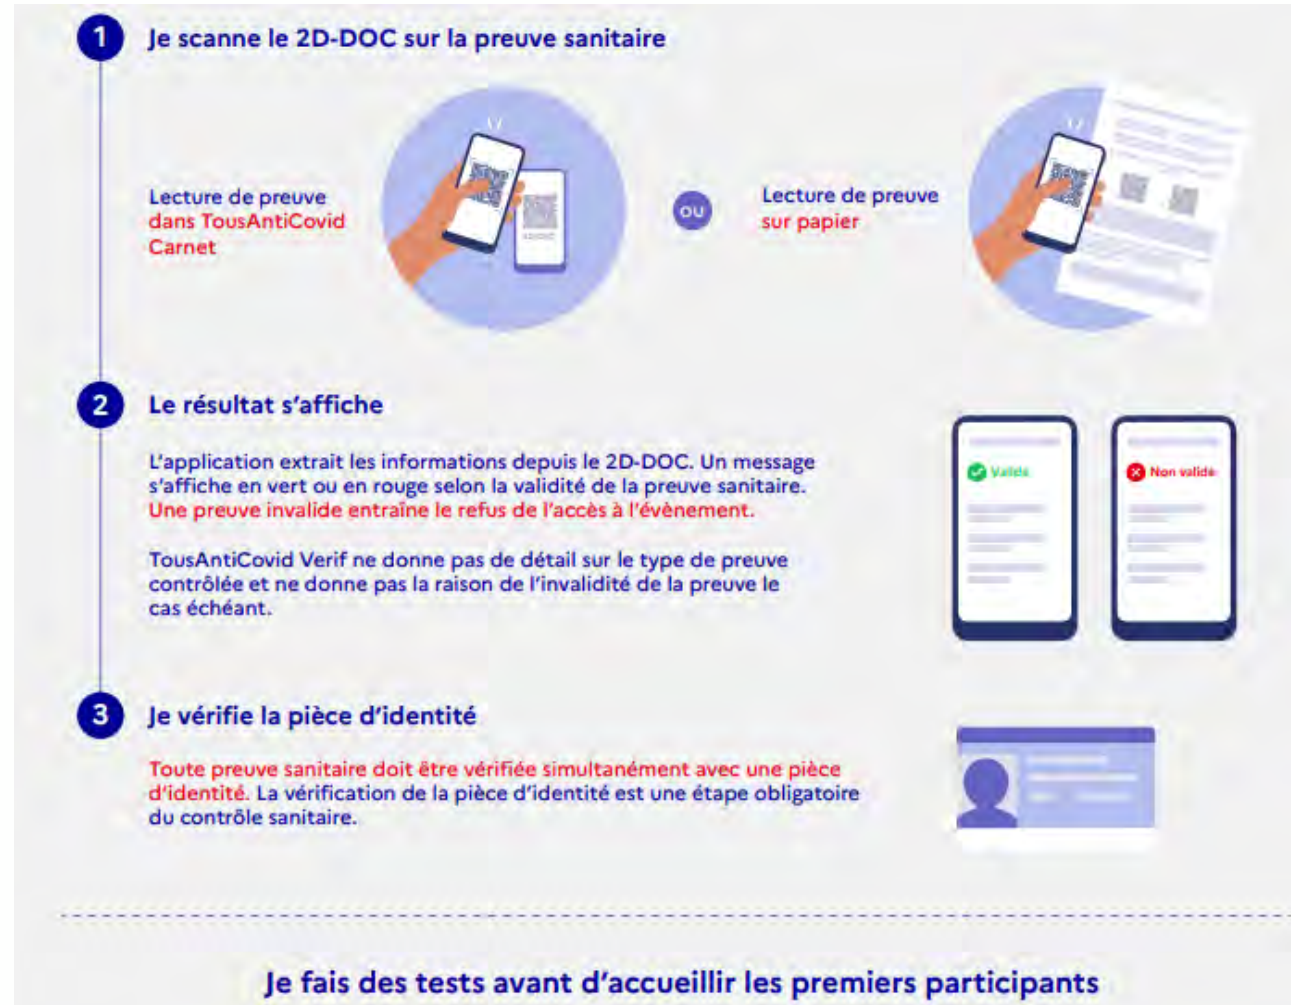 1 Je scanne le 2D-DOC sur la preuve sanitaire
Lecture de preuve
dans TousAntiCovid
Carnet
OU
Lecture de preuve
sur papier
2 Le résultat s'affiche
L'application extrait les informations depuis le 2D-DOC. Un message
s'affiche en vert ou en rouge selon la validité de la preuve sanitaire.
Une preuve invalide entraîne le refus de l'accès à l'évènement.
TousAntiCovid Verif ne donne pas de détail sur le type de preuve
contrôlée et ne donne pas la raison de l'invalidité de la preuve le
cas échéant.
Valide
Non valide
3 Je vérifie la pièce d'identité
Toute preuve sanitaire doit être vérifiée simultanément avec une pièce
d'identité. La vérification de la pièce d'identité est une étape obligatoire
du contrôle sanitaire.
Je fais des tests avant d'accueillir les premiers participants